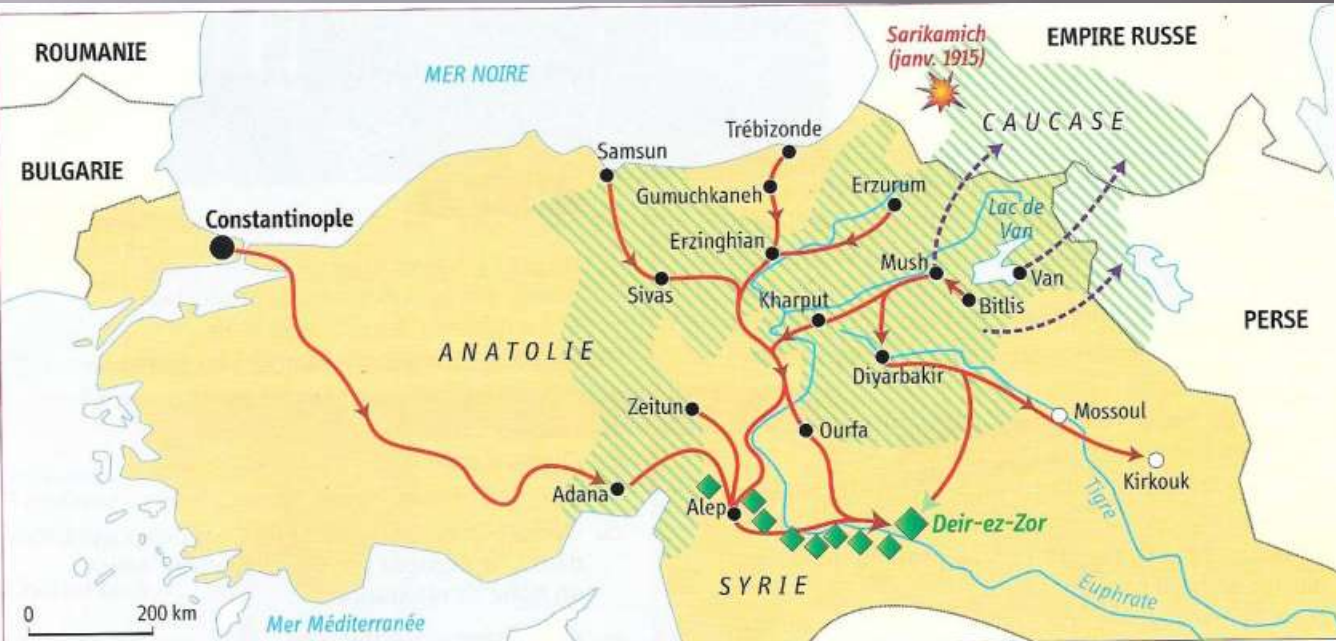 Sarikamich
(janv. 1915)
EMPIRE RUSSE
ROUMANIE
MER NOIRE
CAUCASE
Trébizonde
Samsun
BULGARIE
Gumuchkaneh
Erzurum
Lac de
Van
Constantinople
Erzinghian
Mush
Van
Sivas
Kharput
Bitlis
PERSE
ANATOLIE
Diyarbakir
Zeitun
Mossoul
Ourfa
Kirkouk
Adana
Alep
Tigre
Deir-ez-Zor
SYRIE
Euphrate
0 200 km
Mer Méditerranée